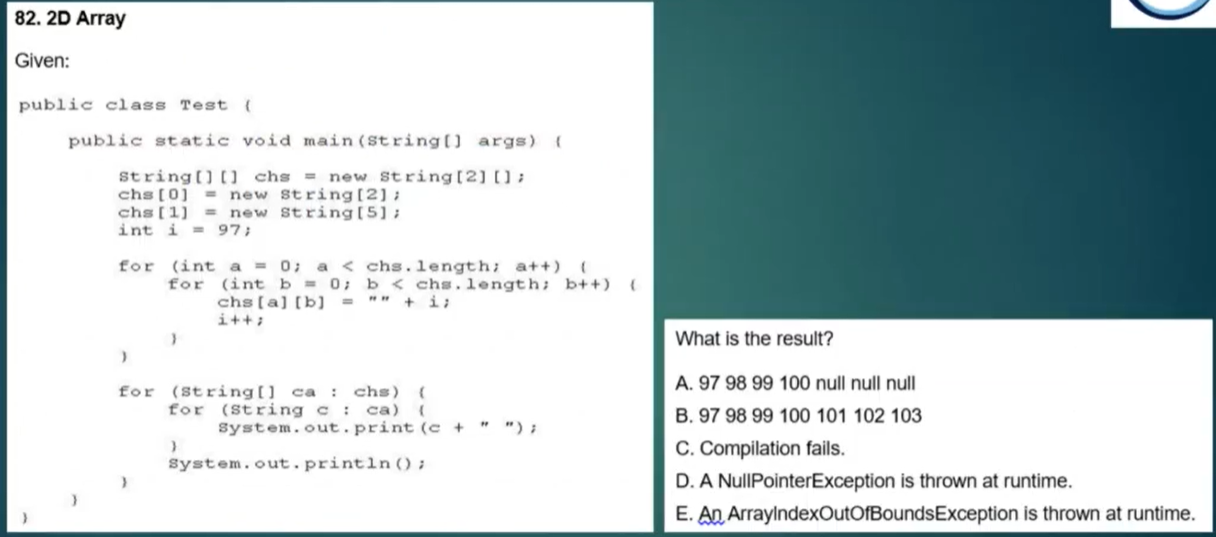 82. 2D Array
Given:
public class Test {
public static void main(String[] args) {
String[][] chs = new String[2][];
chs[0] = new String[2];
chs[1] = new String[5];
int i = 97;
for (int a = 0; a < chs.length; a++) {
for (int b = 0; b < chs.length; b++) {
chs[a][b] = "" + i;
i++;
}
}
for (String[] ca : chs) {
for (String c : ca) {
System.out.print(c + " ");
}
System.out.println();
}
}
}
What is the result?
A. 97 98 99 100 null null null
B. 97 98 99 100 101 102 103
C. Compilation fails.
D. A NullPointerException is thrown at runtime.
E. An ArrayIndexOutOfBoundsException is thrown at runtime.